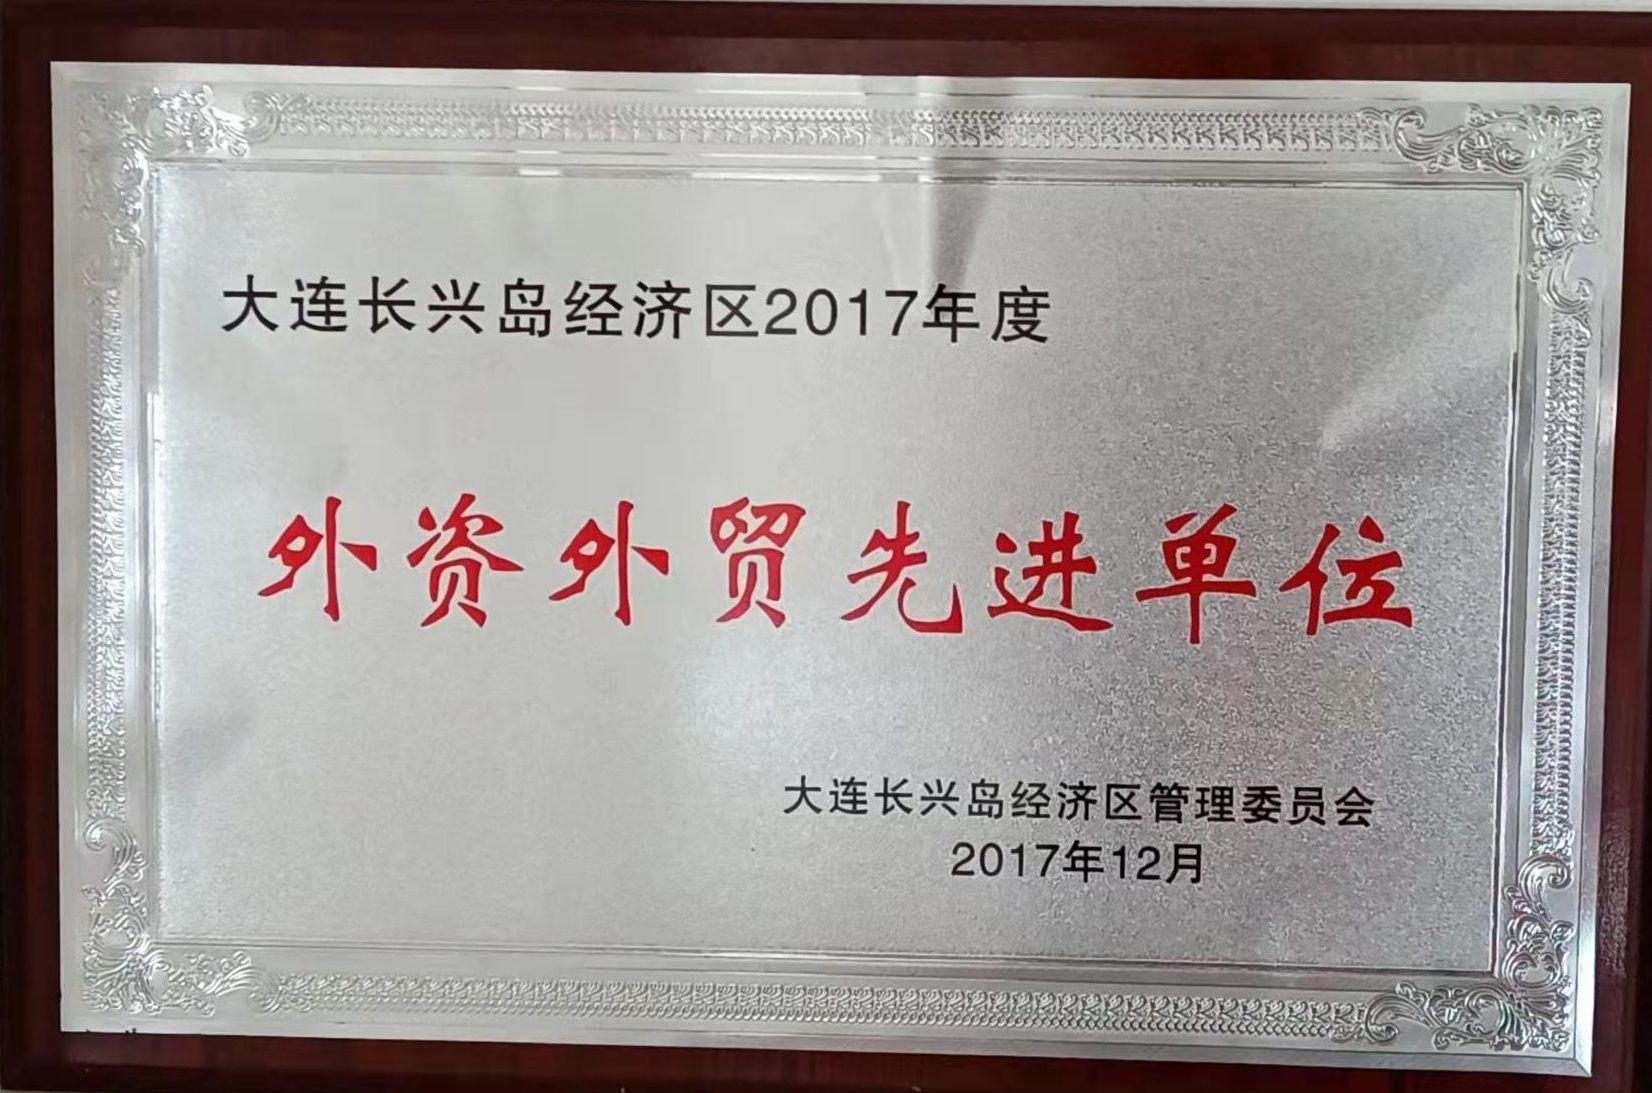 大连长兴岛经济区2017年度
外资外贸先进单位
大连长兴岛经济区管理委员会
2017年12月